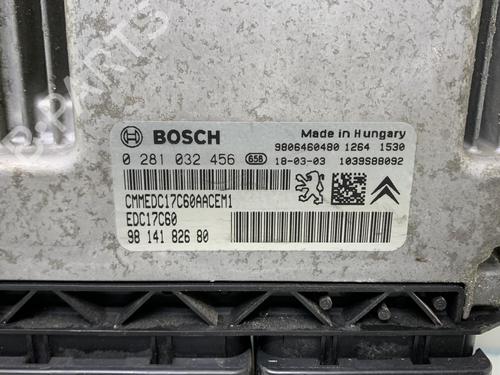 BOSCH
Made in Hungary
9806460480 1264 1530
0 281 032 456 658 18-03-03 1039S88092
CMMEDC17C60AACEM1
EDC17C60
98 141 826 80
B-PARTS